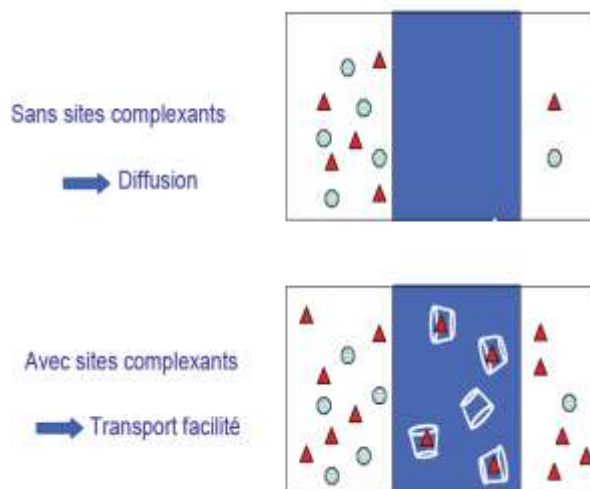 Sans sites complexants
Diffusion
Avec sites complexants
Transport facilité